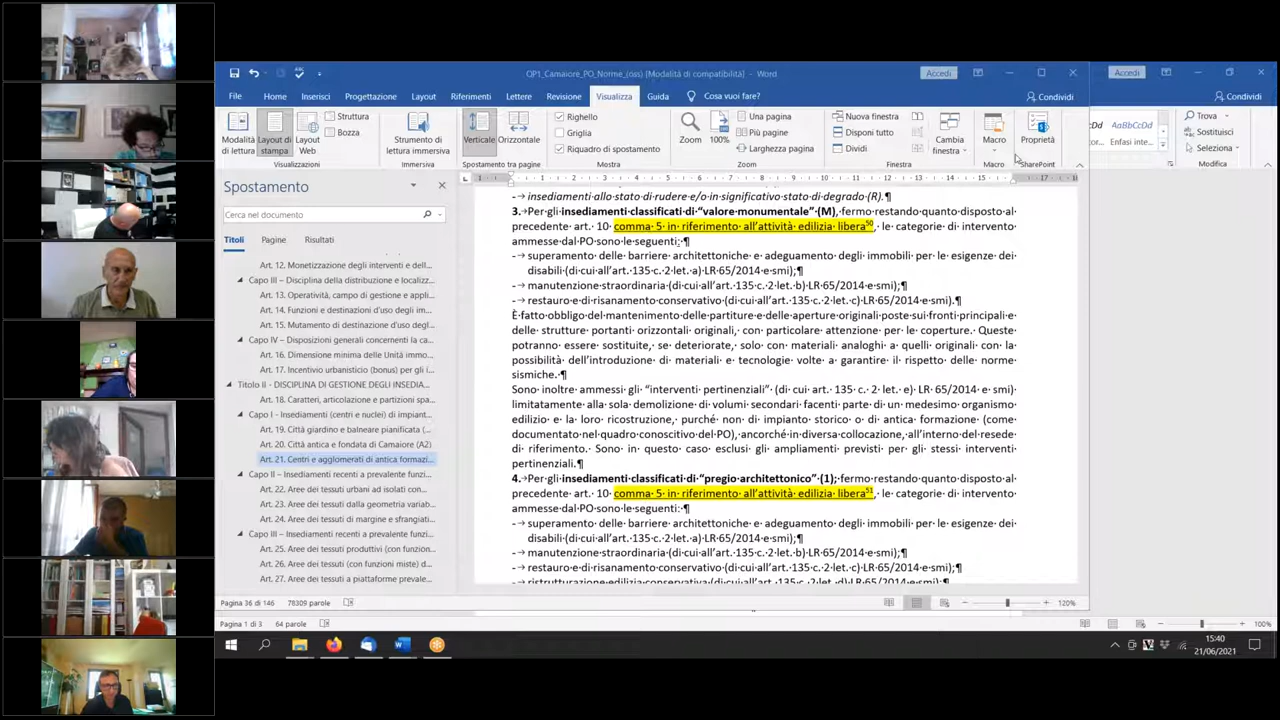 QP1_Camaiore_PO_Norme_(oss) [Modalità di compatibilità] - Word
Accedi
Accedi
File Home Inserisci Progettazione Layout Riferimenti Lettere Revisione Visualizza Guida Cosa vuoi fare?
Condividi
Condividi
Modalità di lettura
Layout di stampa
Layout Web
Struttura
Bozza
Visualizzazioni
Strumento di lettura immersiva
Immersiva
Verticale
Orizzontale
Spostamento tra pagine
Righello
Griglia
Riquadro di spostamento
Mostra
Zoom
100%
Una pagina
Più pagine
Larghezza pagina
Zoom
Nuova finestra
Disponi tutto
Dividi
Cambia finestra
Finestra
Macro
Macro
Proprietà
SharePoint
AaBbCcD
Enfasi inte...
Trova
Sostituisci
Seleziona
Modifica
Spostamento
Cerca nel documento
Titoli Pagine Risultati
Art. 12. Monetizzazione degli interventi e dell...
Capo III – Disciplina della distribuzione e localizz...
Art. 13. Operatività, campo di gestione e appli...
Art. 14. Funzioni e destinazioni d'uso degli im...
Art. 15. Mutamento di destinazione d'uso degl...
Capo IV – Disposizioni generali concernenti la ca...
Art. 16. Dimensione minima delle Unità immo...
Art. 17. Incentivo urbanistico (bonus) per gli i...
Titolo II - DISCIPLINA DI GESTIONE DEGLI INSEDIA...
Art. 18. Caratteri, articolazione e partizioni spa...
Capo I - Insediamenti (centri e nuclei) di impiant...
Art. 19. Città giardino e balneare pianificata (...
Art. 20. Città antica e fondata di Camaiore (A2)
Art. 21. Centri e agglomerati di antica formazi...
Capo II – Insediamenti recenti a prevalente funzi...
Art. 22. Aree dei tessuti urbani ad isolati con...
Art. 23. Aree dei tessuti dalla geometria variab...
Art. 24. Aree dei tessuti di margine e sfrangiati...
Capo III – Insediamenti recenti a prevalente funzi...
Art. 25. Aree dei tessuti produttivi (con funzion...
Art. 26. Aree dei tessuti (con funzioni miste) d...
Art. 27. Aree dei tessuti a piattaforme prevale...
- insediamenti allo stato di rudere e/o in significativo stato di degrado (R).¶
3. Per gli insediamenti classificati di “valore monumentale” (M), fermo restando quanto disposto al
precedente art. 10 comma 5 in riferimento all’attività edilizia libera50, le categorie di intervento
ammesse dal PO sono le seguenti: ¶
- superamento delle barriere architettoniche e adeguamento degli immobili per le esigenze dei
disabili (di cui all’art. 135 c. 2 let. a) LR 65/2014 e smi);¶
- manutenzione straordinaria (di cui all’art. 135 c. 2 let. b) LR 65/2014 e smi);¶
- restauro e di risanamento conservativo (di cui all’art. 135 c. 2 let. c) LR 65/2014 e smi).¶
È fatto obbligo del mantenimento delle partiture e delle aperture originali poste sui fronti principali e
delle strutture portanti orizzontali originali, con particolare attenzione per le coperture. Queste
potranno essere sostituite, se deteriorate, solo con materiali analoghi a quelli originali con la
possibilità dell’introduzione di materiali e tecnologie volte a garantire il rispetto delle norme
sismiche. ¶
Sono inoltre ammessi gli “interventi pertinenziali” (di cui art. 135 c. 2 let. e) LR 65/2014 e smi)
limitatamente alla sola demolizione di volumi secondari facenti parte di un medesimo organismo
edilizio e la loro ricostruzione, purché non di impianto storico o di antica formazione (come
documentato nel quadro conoscitivo del PO), ancorché in diversa collocazione, all’interno del resede
di riferimento. Sono in questo caso esclusi gli ampliamenti previsti per gli stessi interventi
pertinenziali.¶
4. Per gli insediamenti classificati di “pregio architettonico” (1); fermo restando quanto disposto al
precedente art. 10 comma 5 in riferimento all’attività edilizia libera51, le categorie di intervento
ammesse dal PO sono le seguenti: ¶
- superamento delle barriere architettoniche e adeguamento degli immobili per le esigenze dei
disabili (di cui all’art. 135 c. 2 let. a) LR 65/2014 e smi);¶
- manutenzione straordinaria (di cui all’art. 135 c. 2 let. b) LR 65/2014 e smi);¶
- restauro e di risanamento conservativo (di cui all’art. 135 c. 2 let. c) LR 65/2014 e smi)¶
- ristrutturazione edilizia conservativa (di cui all’art. 135 c. 2 let. d) LR 65/2014 e smi);¶
Pagina 36 di 146 78309 parole
120%
Pagina 1 di 3 64 parole
100%
15:40
21/06/2021